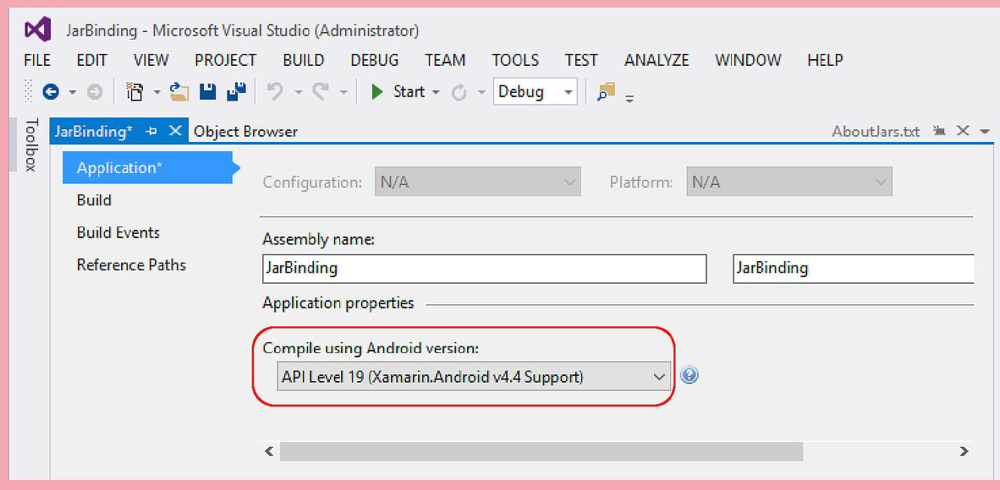 JarBinding - Microsoft Visual Studio (Administrator)
FILE EDIT VIEW PROJECT BUILD DEBUG TEAM TOOLS TEST ANALYZE WINDOW HELP
Start Debug
Toolbox
JarBinding* Object Browser AboutJars.txt
Application*
Configuration: N/A Platform: N/A
Build
Build Events
Reference Paths
Assembly name:
JarBinding JarBinding
Application properties
Compile using Android version:
API Level 19 (Xamarin.Android v4.4 Support)